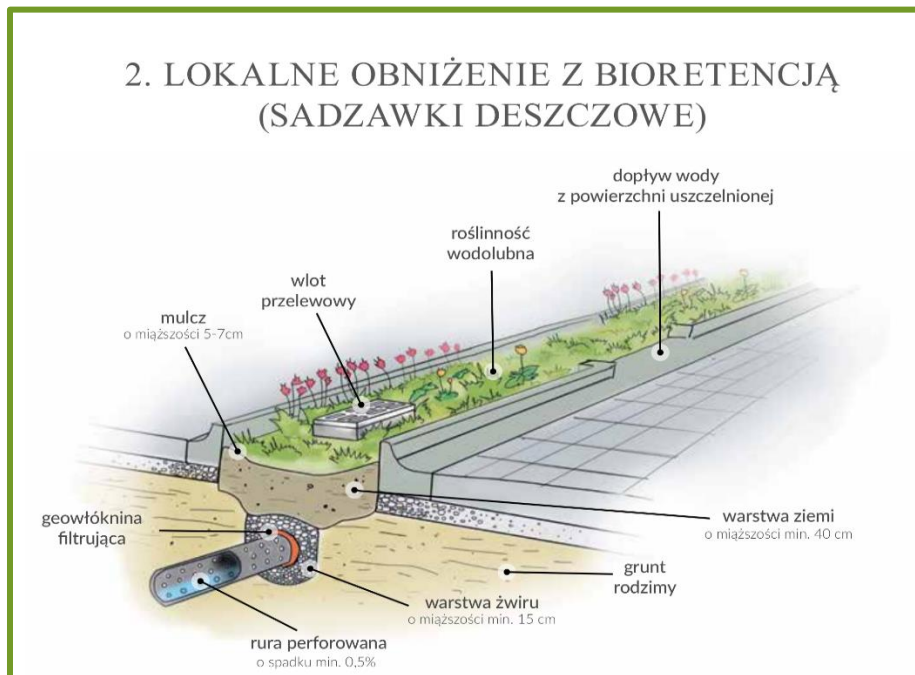 2. LOKALNE OBNIŻENIE Z BIORETENCJĄ
(SADZAWKI DESZCZOWE)
dopływ wody
z powierzchni uszczelnionej
roślinność
wodolubna
wlot
przelewowy
mulcz
o miąższości 5-7cm
geowłóknina
filtrująca
warstwa ziemi
o miąższości min. 40 cm
grunt
rodzimy
warstwa żwiru
o miąższości min. 15 cm
rura perforowana
o spadku min. 0,5%